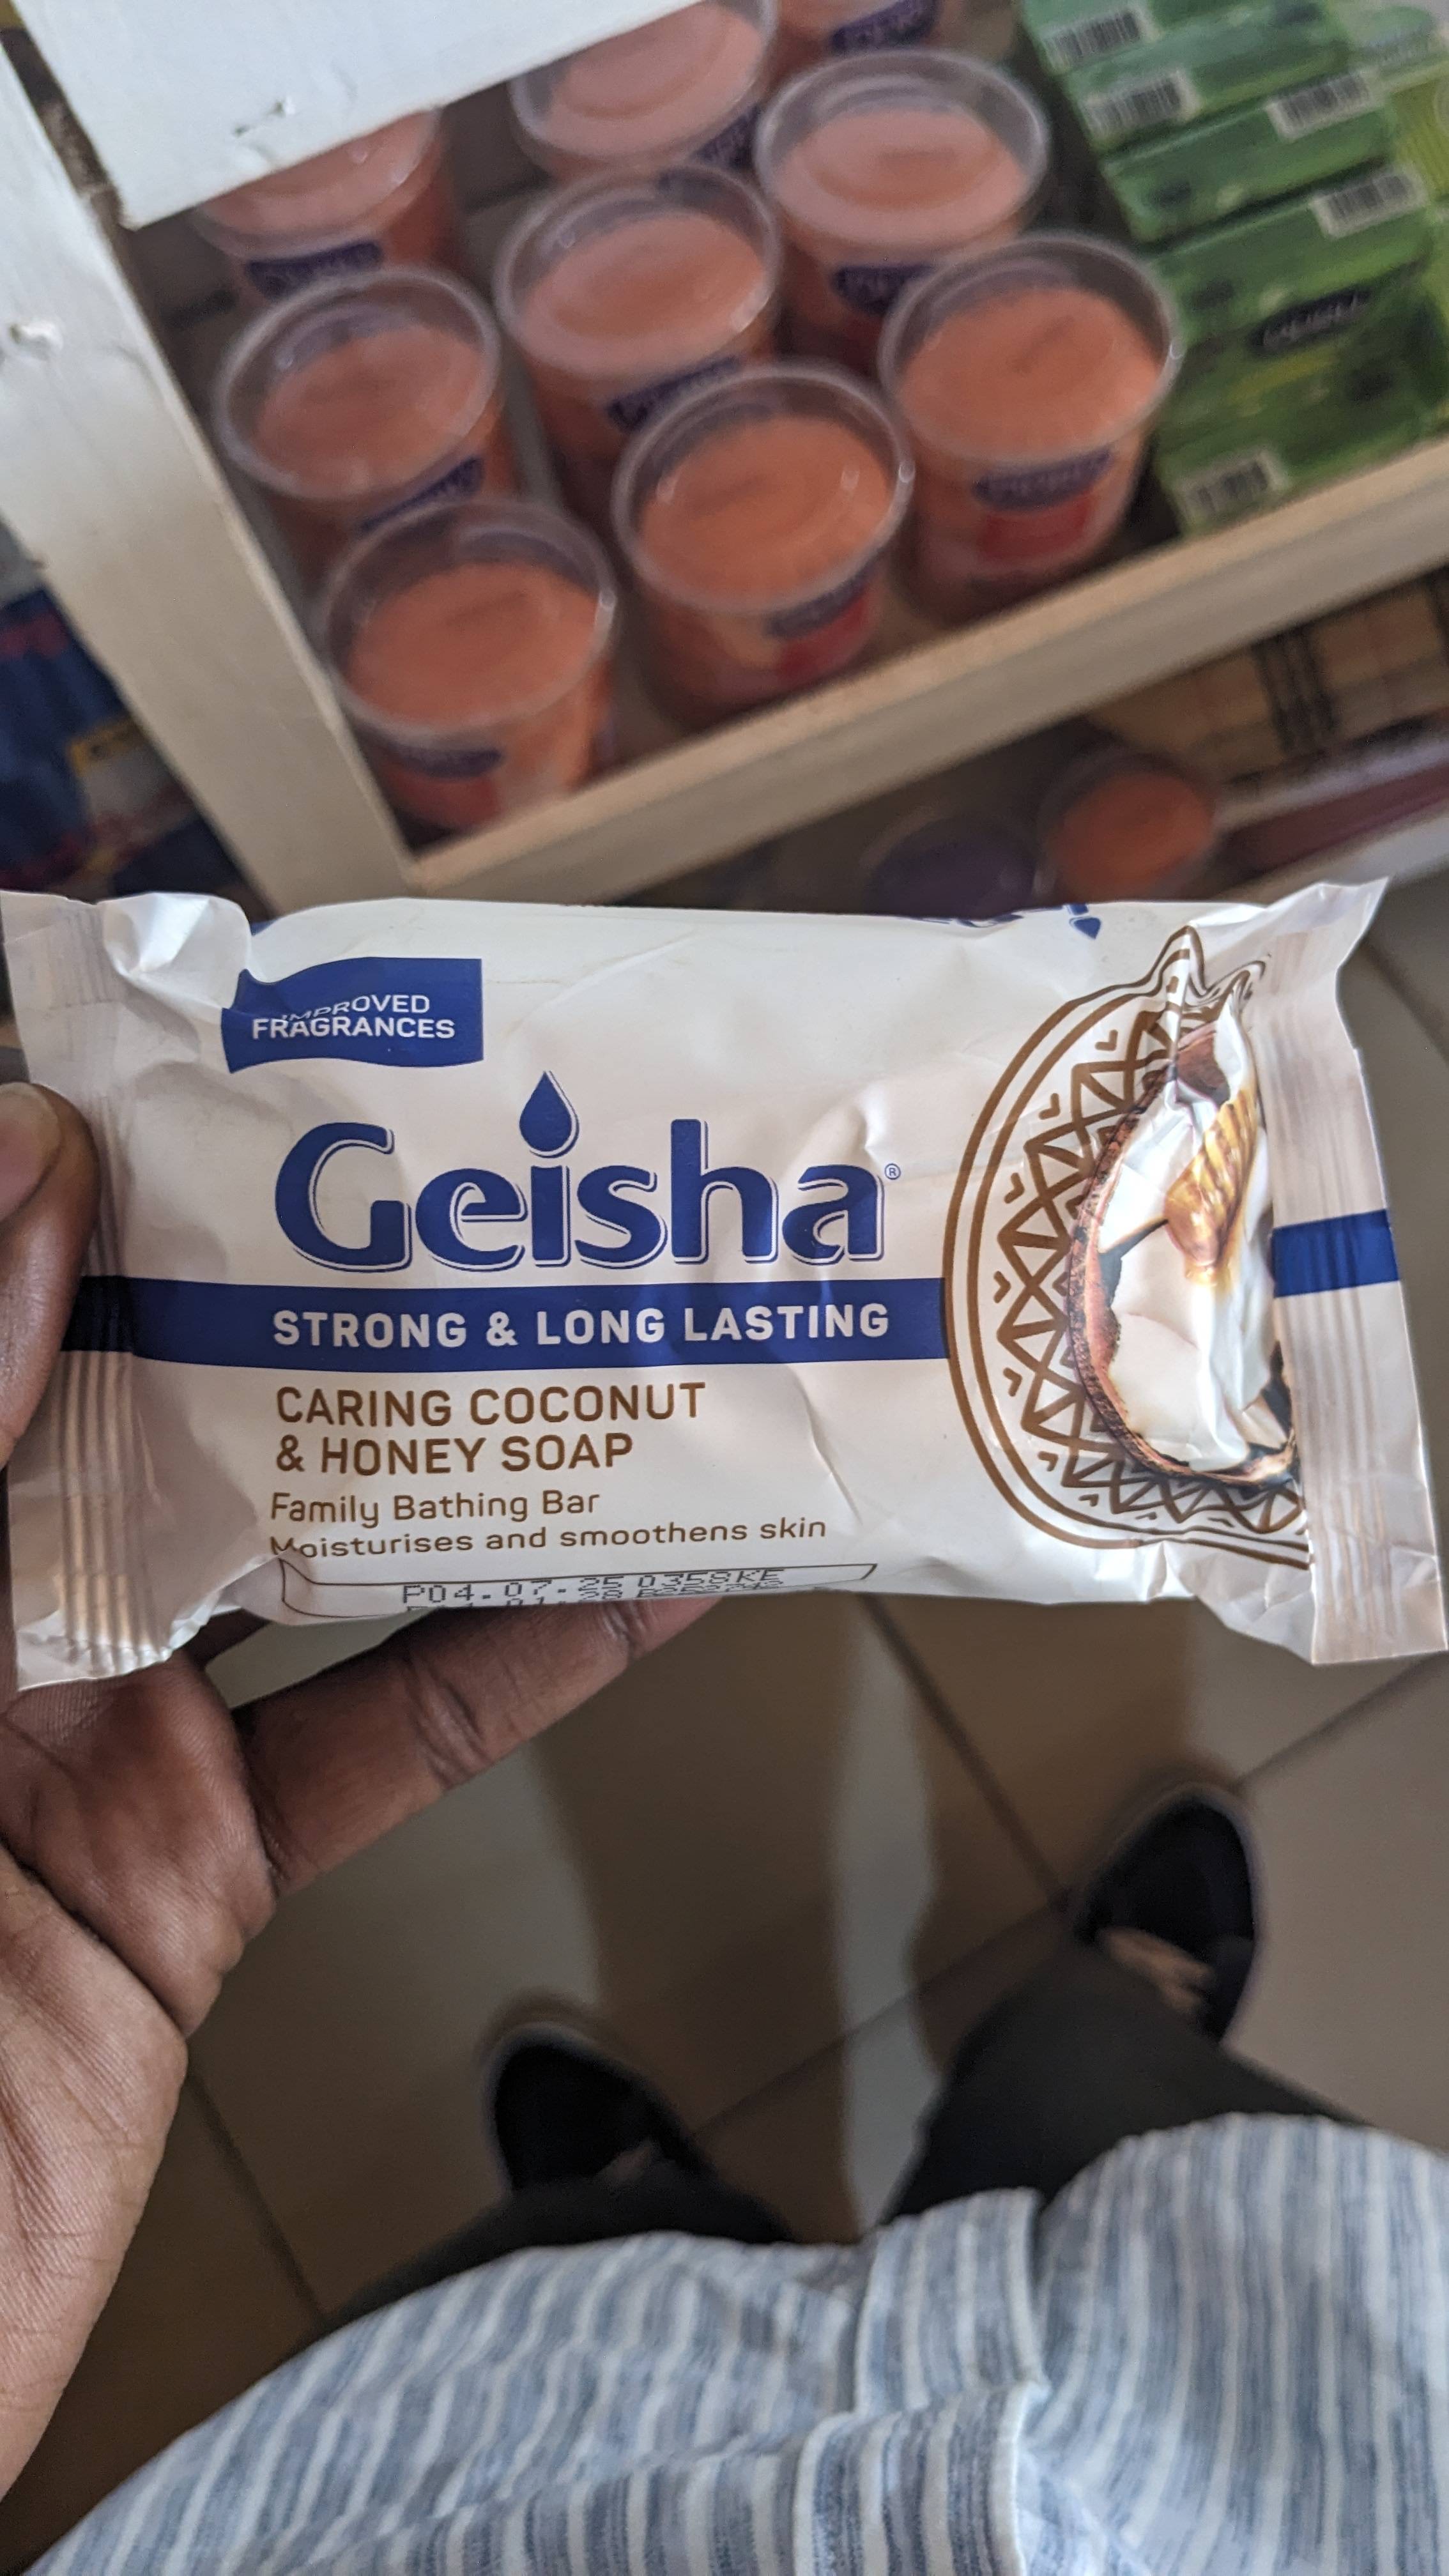 IMPROVED
FRAGRANCES
Geisha®
STRONG & LONG LASTING
CARING COCONUT
& HONEY SOAP
Family Bathing Bar
Moisturises and smoothens skin
P04.07.25 0358KE